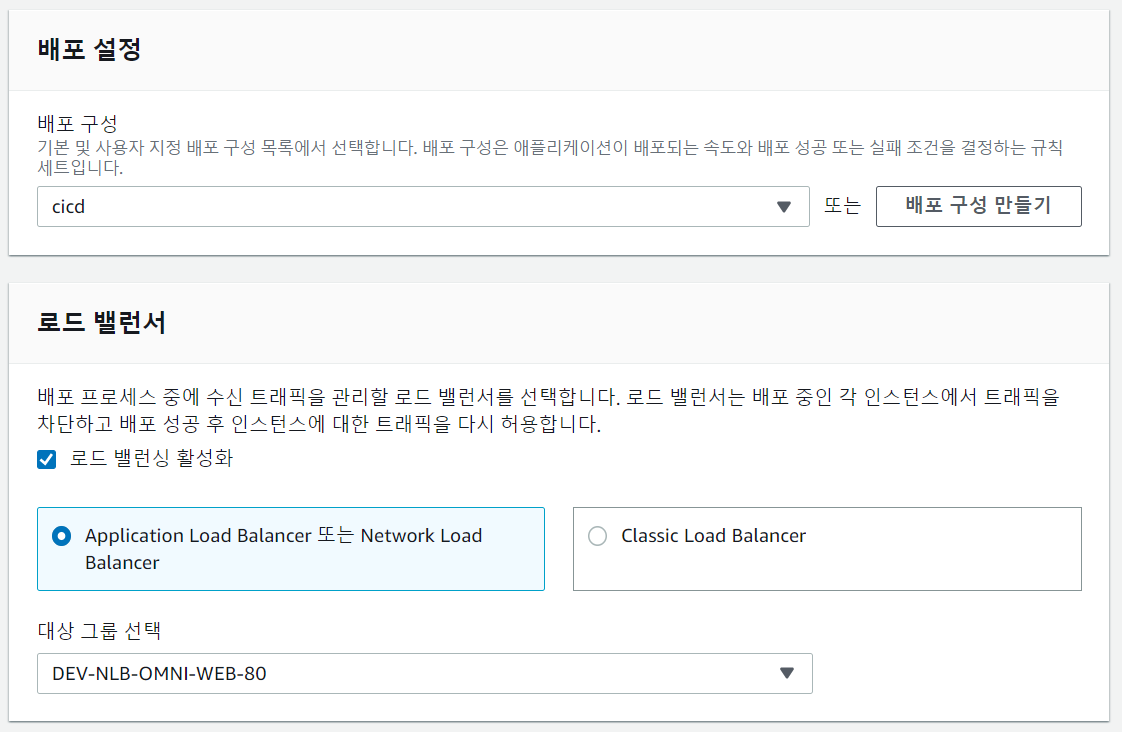 배포 설정
배포 구성
기본 및 사용자 지정 배포 구성 목록에서 선택합니다. 배포 구성은 애플리케이션이 배포되는 속도와 배포 성공 또는 실패 조건을 결정하는 규칙
세트입니다.
cicd
또는
배포 구성 만들기
로드 밸런서
배포 프로세스 중에 수신 트래픽을 관리할 로드 밸런서를 선택합니다. 로드 밸런서는 배포 중인 각 인스턴스에서 트래픽을
차단하고 배포 성공 후 인스턴스에 대한 트래픽을 다시 허용합니다.
로드 밸런싱 활성화
Application Load Balancer 또는 Network Load
Balancer
Classic Load Balancer
대상 그룹 선택
DEV-NLB-OMNI-WEB-80